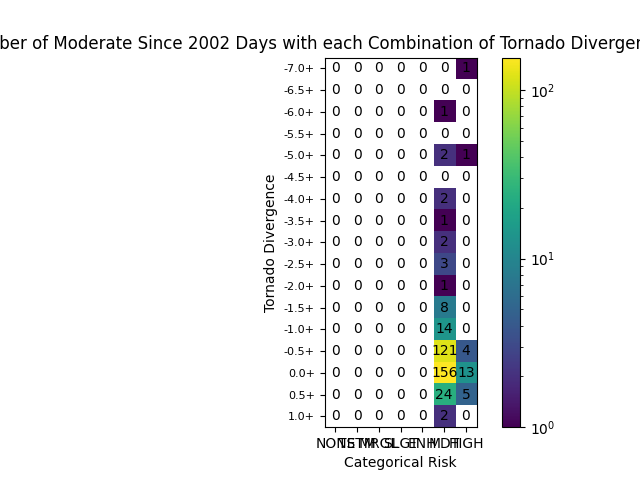 ber of Moderate Since 2002 Days with each Combination of Tornado Diverger
-7.0+ 0 0 0 0 0 0 1
-6.5+ 0 0 0 0 0 0 0
-6.0+ 0 0 0 0 0 1 0
-5.5+ 0 0 0 0 0 0 0
-5.0+ 0 0 0 0 0 2 1
-4.5+ 0 0 0 0 0 0 0
-4.0+ 0 0 0 0 0 2 0
-3.5+ 0 0 0 0 0 1 0
-3.0+ 0 0 0 0 0 2 0
-2.5+ 0 0 0 0 0 3 0
-2.0+ 0 0 0 0 0 1 0
-1.5+ 0 0 0 0 0 8 0
-1.0+ 0 0 0 0 0 14 0
-0.5+ 0 0 0 0 0 121 4
0.0+ 0 0 0 0 0 156 13
0.5+ 0 0 0 0 0 24 5
1.0+ 0 0 0 0 0 2 0
NONE TSTM MRGL SLGT ENH MDT HIGH
Categorical Risk
Tornado Divergence
10²
10¹
10⁰